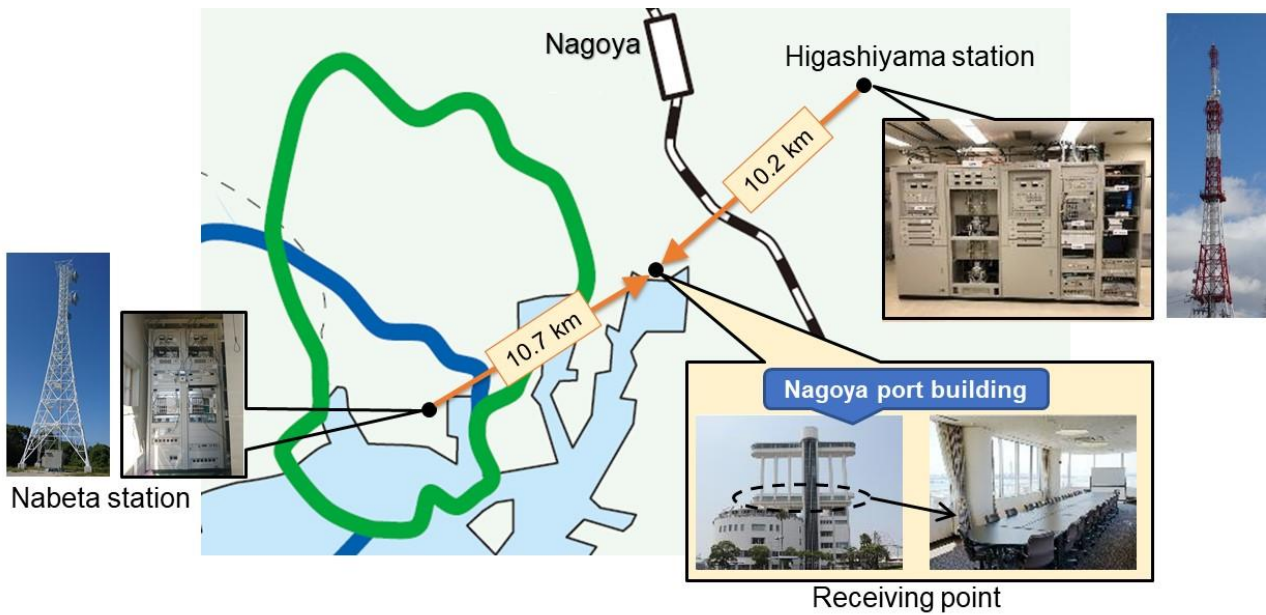 Nagoya
Higashiyama station
10.2 km
10.7 km
Nagoya port building
Nabeta station
Receiving point